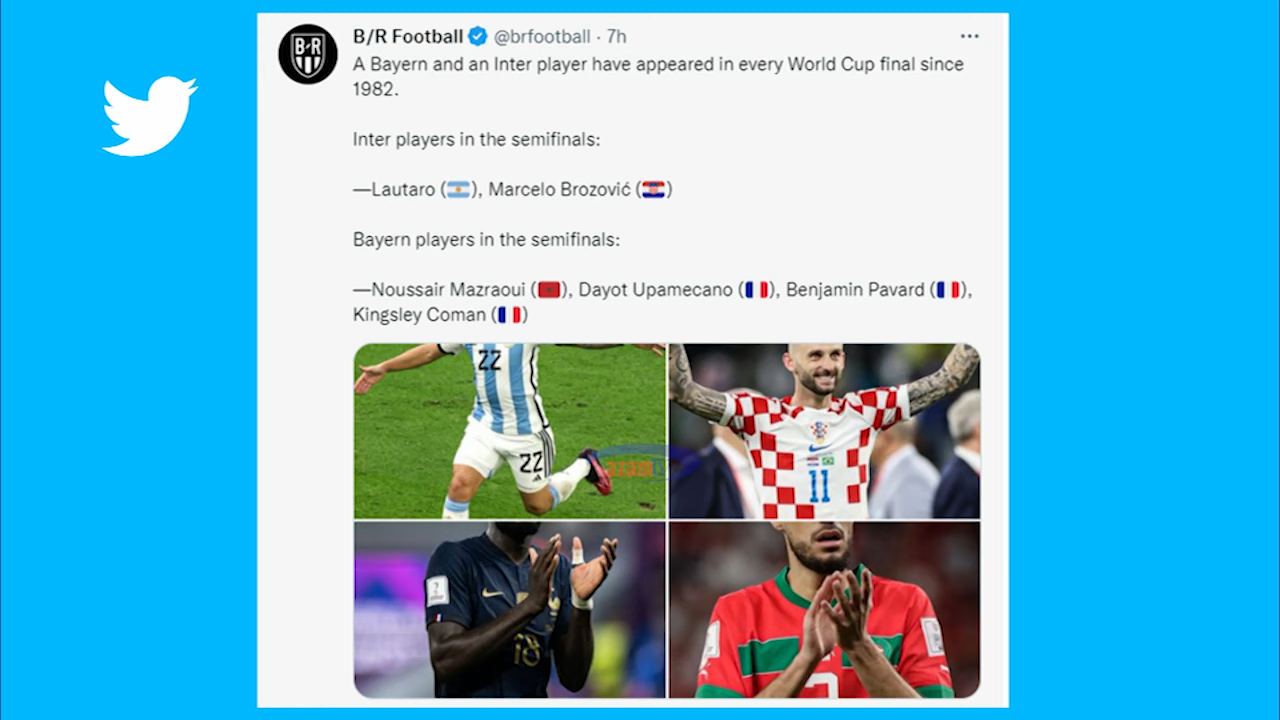 B/R Football @brfootball · 7h
A Bayern and an Inter player have appeared in every World Cup final since
1982.
Inter players in the semifinals:
—Lautaro (🇦🇷), Marcelo Brozović (🇭🇷)
Bayern players in the semifinals:
—Noussair Mazraoui (🇲🇦), Dayot Upamecano (🇫🇷), Benjamin Pavard (🇫🇷),
Kingsley Coman (🇫🇷)
B R
22
22
11
18
azam